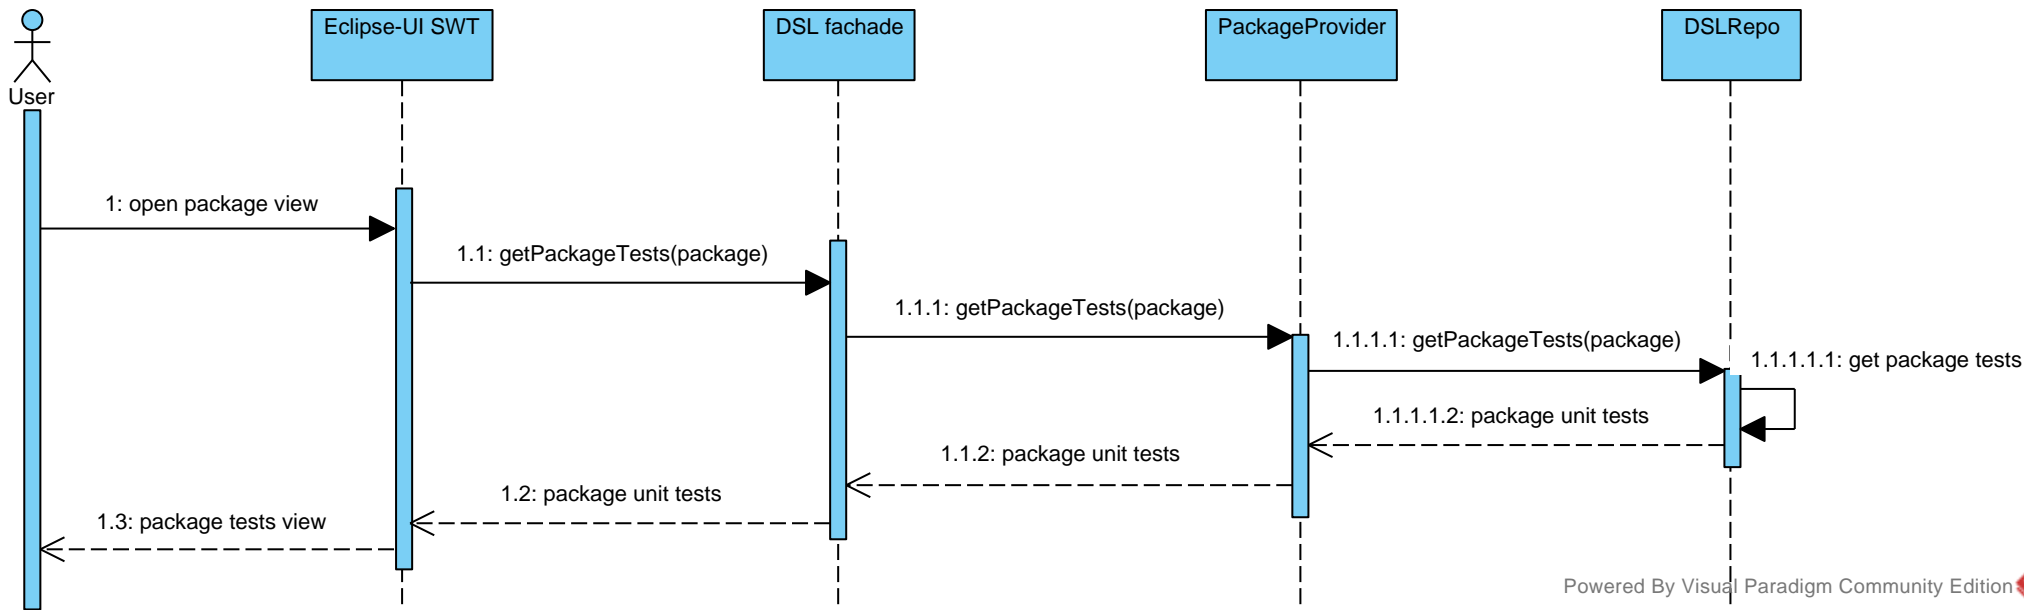 User
Eclipse-UI SWT
DSL fachade
PackageProvider
DSLRepo
1: open package view
1.1: getPackageTests(package)
1.1.1: getPackageTests(package)
1.1.1.1: getPackageTests(package)
1.1.1.1.1: get package tests
1.1.1.1.2: package unit tests
1.1.2: package unit tests
1.2: package unit tests
1.3: package tests view
Powered By Visual Paradigm Community Edition